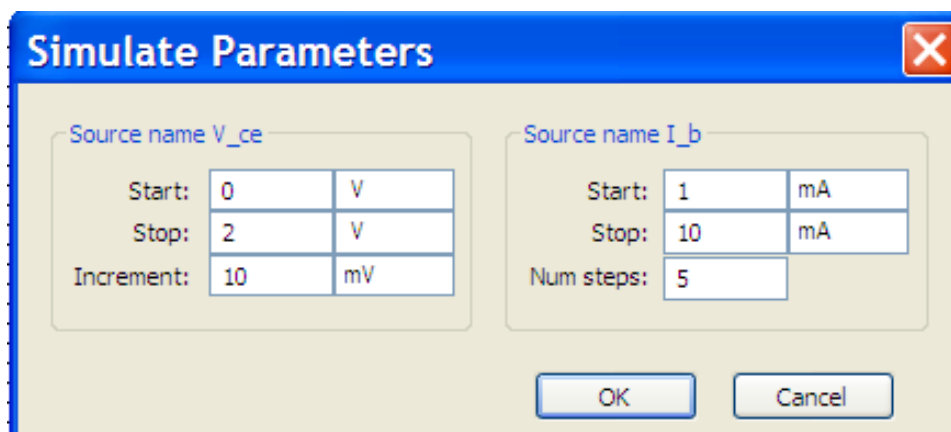 Simulate Parameters
Source name V_ce
Start: 0 V
Stop: 2 V
Increment: 10 mV
Source name I_b
Start: 1 mA
Stop: 10 mA
Num steps: 5
OK Cancel